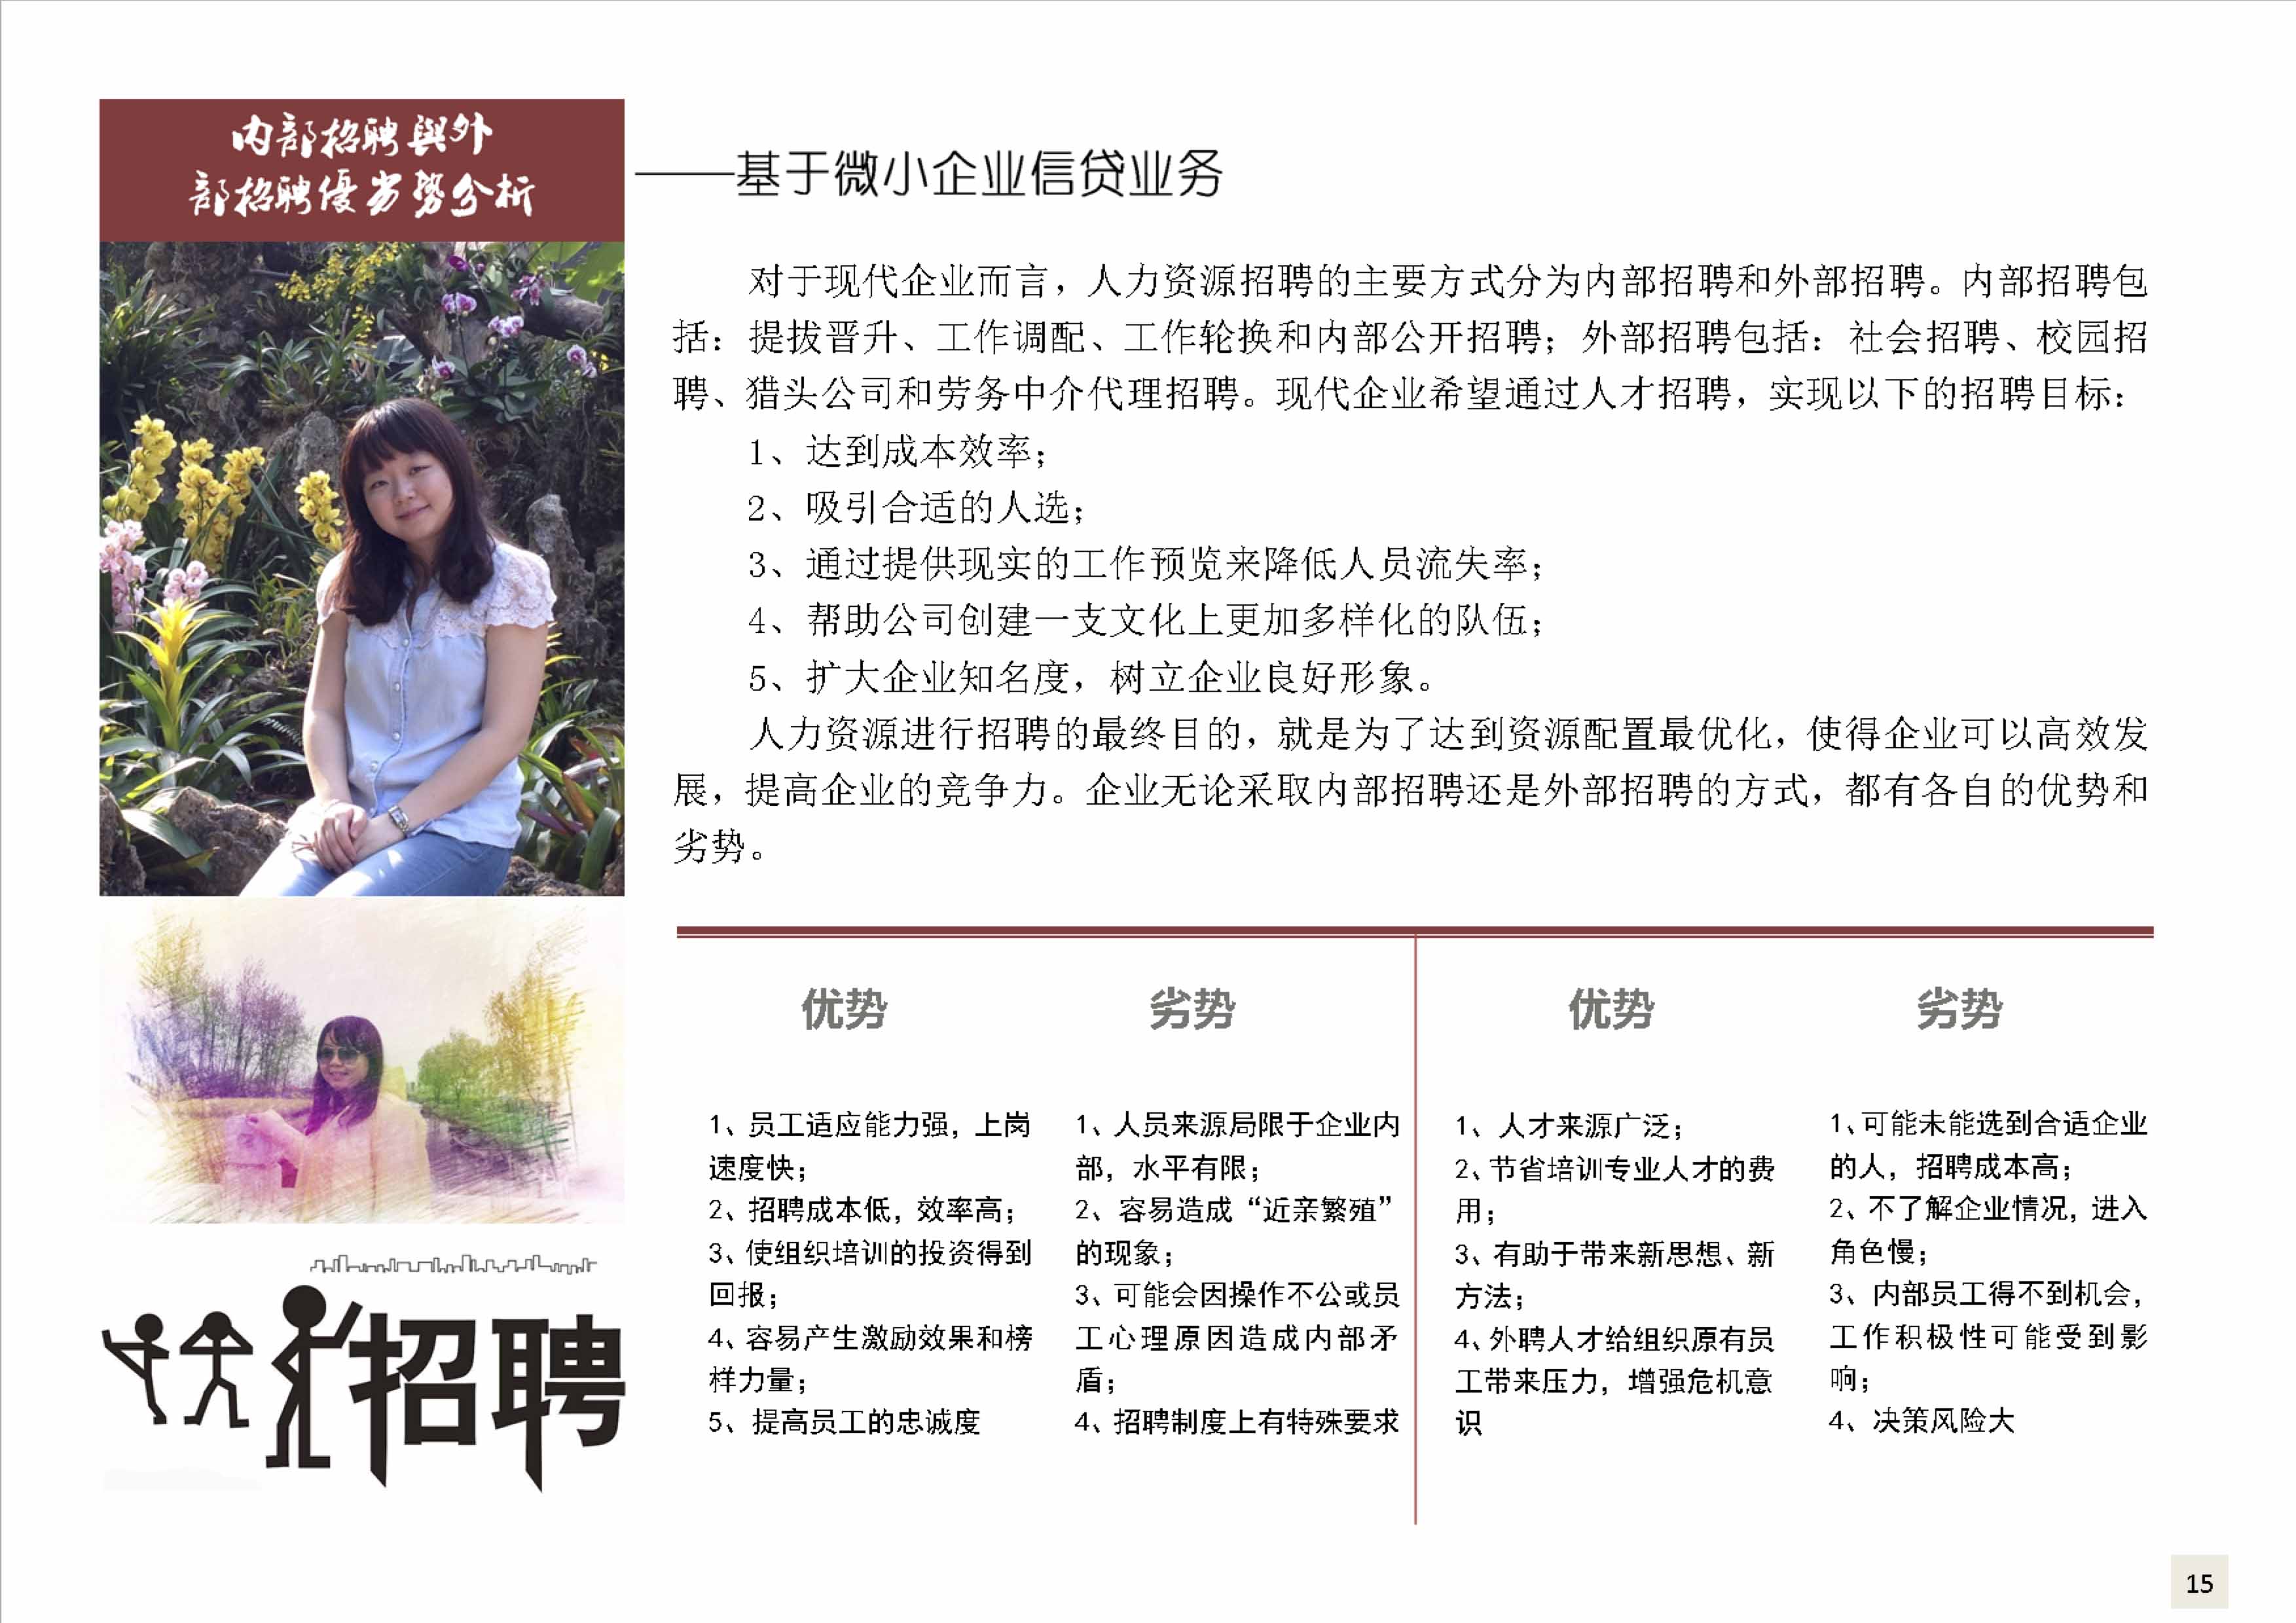 内部招聘與外
部招聘優劣勢分析
——基于微小企业信贷业务
对于现代企业而言，人力资源招聘的主要方式分为内部招聘和外部招聘。内部招聘包
括：提拔晋升、工作调配、工作轮换和内部公开招聘；外部招聘包括：社会招聘、校园招
聘、猎头公司和劳务中介代理招聘。现代企业希望通过人才招聘，实现以下的招聘目标：
1、达到成本效率；
2、吸引合适的人选；
3、通过提供现实的工作预览来降低人员流失率；
4、帮助公司创建一支文化上更加多样化的队伍；
5、扩大企业知名度，树立企业良好形象。
人力资源进行招聘的最终目的，就是为了达到资源配置最优化，使得企业可以高效发
展，提高企业的竞争力。企业无论采取内部招聘还是外部招聘的方式，都有各自的优势和
劣势。
优势
1、员工适应能力强，上岗
速度快；
2、招聘成本低，效率高；
3、使组织培训的投资得到
回报；
4、容易产生激励效果和榜
样力量；
5、提高员工的忠诚度
劣势
1、人员来源局限于企业内
部，水平有限；
2、容易造成“近亲繁殖”
的现象；
3、可能会因操作不公或员
工心理原因造成内部矛
盾；
4、招聘制度上有特殊要求
优势
1、人才来源广泛；
2、节省培训专业人才的费
用；
3、有助于带来新思想、新
方法；
4、外聘人才给组织原有员
工带来压力，增强危机意
识
劣势
1、可能未能选到合适企业
的人，招聘成本高；
2、不了解企业情况，进入
角色慢；
3、内部员工得不到机会，
工作积极性可能受到影
响；
4、决策风险大
招聘
15